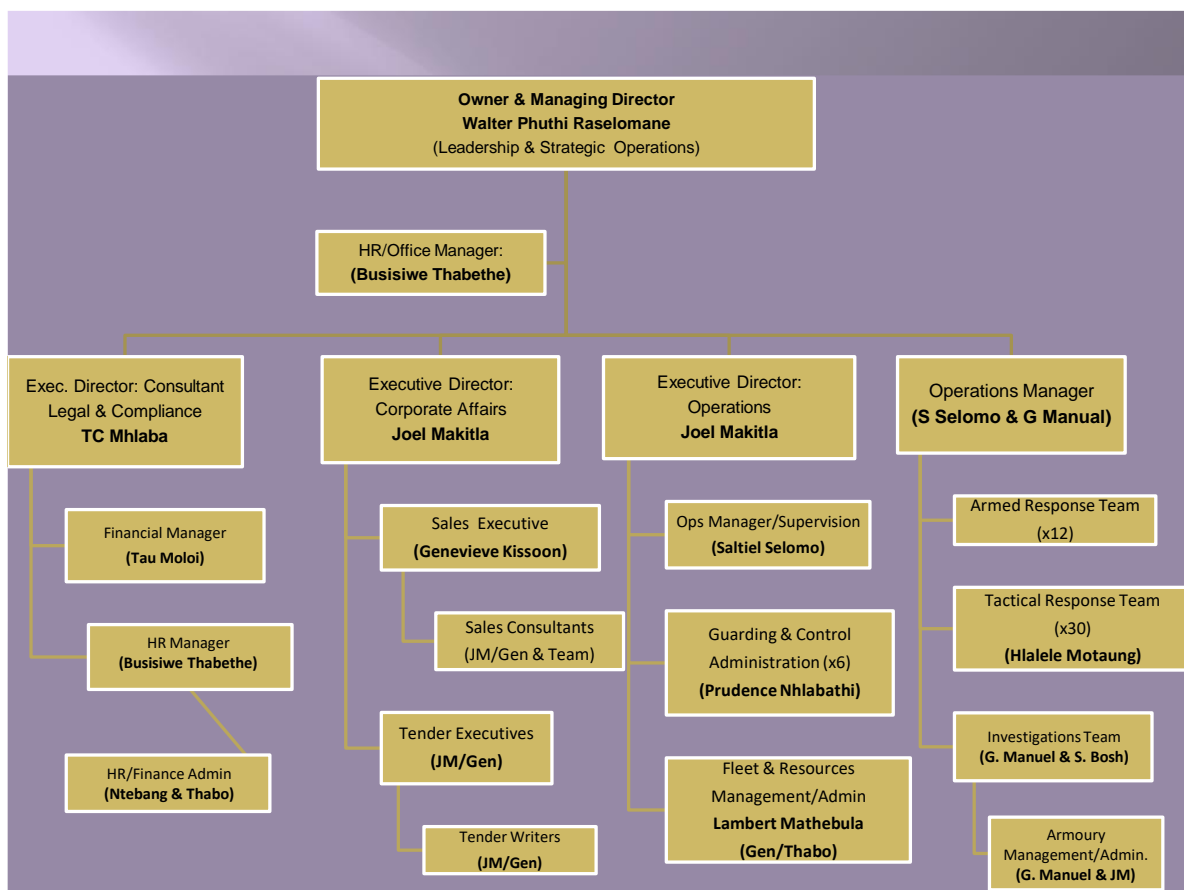 Owner & Managing Director
Walter Phuthi Raselomane
(Leadership & Strategic Operations)
HR/Office Manager:
(Busisiwe Thabethe)
Exec. Director: Consultant
Legal & Compliance
TC Mhlaba
Financial Manager
(Tau Moloi)
HR Manager
(Busisiwe Thabethe)
HR/Finance Admin
(Ntebang & Thabo)
Executive Director:
Corporate Affairs
Joel Makitla
Sales Executive
(Genevieve Kissoon)
Sales Consultants
(JM/Gen & Team)
Tender Executives
(JM/Gen)
Tender Writers
(JM/Gen)
Executive Director:
Operations
Joel Makitla
Ops Manager/Supervision
(Saltiel Selomo)
Guarding & Control
Administration (x6)
(Prudence Nhlabathi)
Fleet & Resources
Management/Admin
Lambert Mathebula
(Gen/Thabo)
Operations Manager
(S Selomo & G Manual)
Armed Response Team
(x12)
Tactical Response Team
(x30)
(Hlalele Motaung)
Investigations Team
(G. Manuel & S. Bosh)
Armoury
Management/Admin.
(G. Manuel & JM)